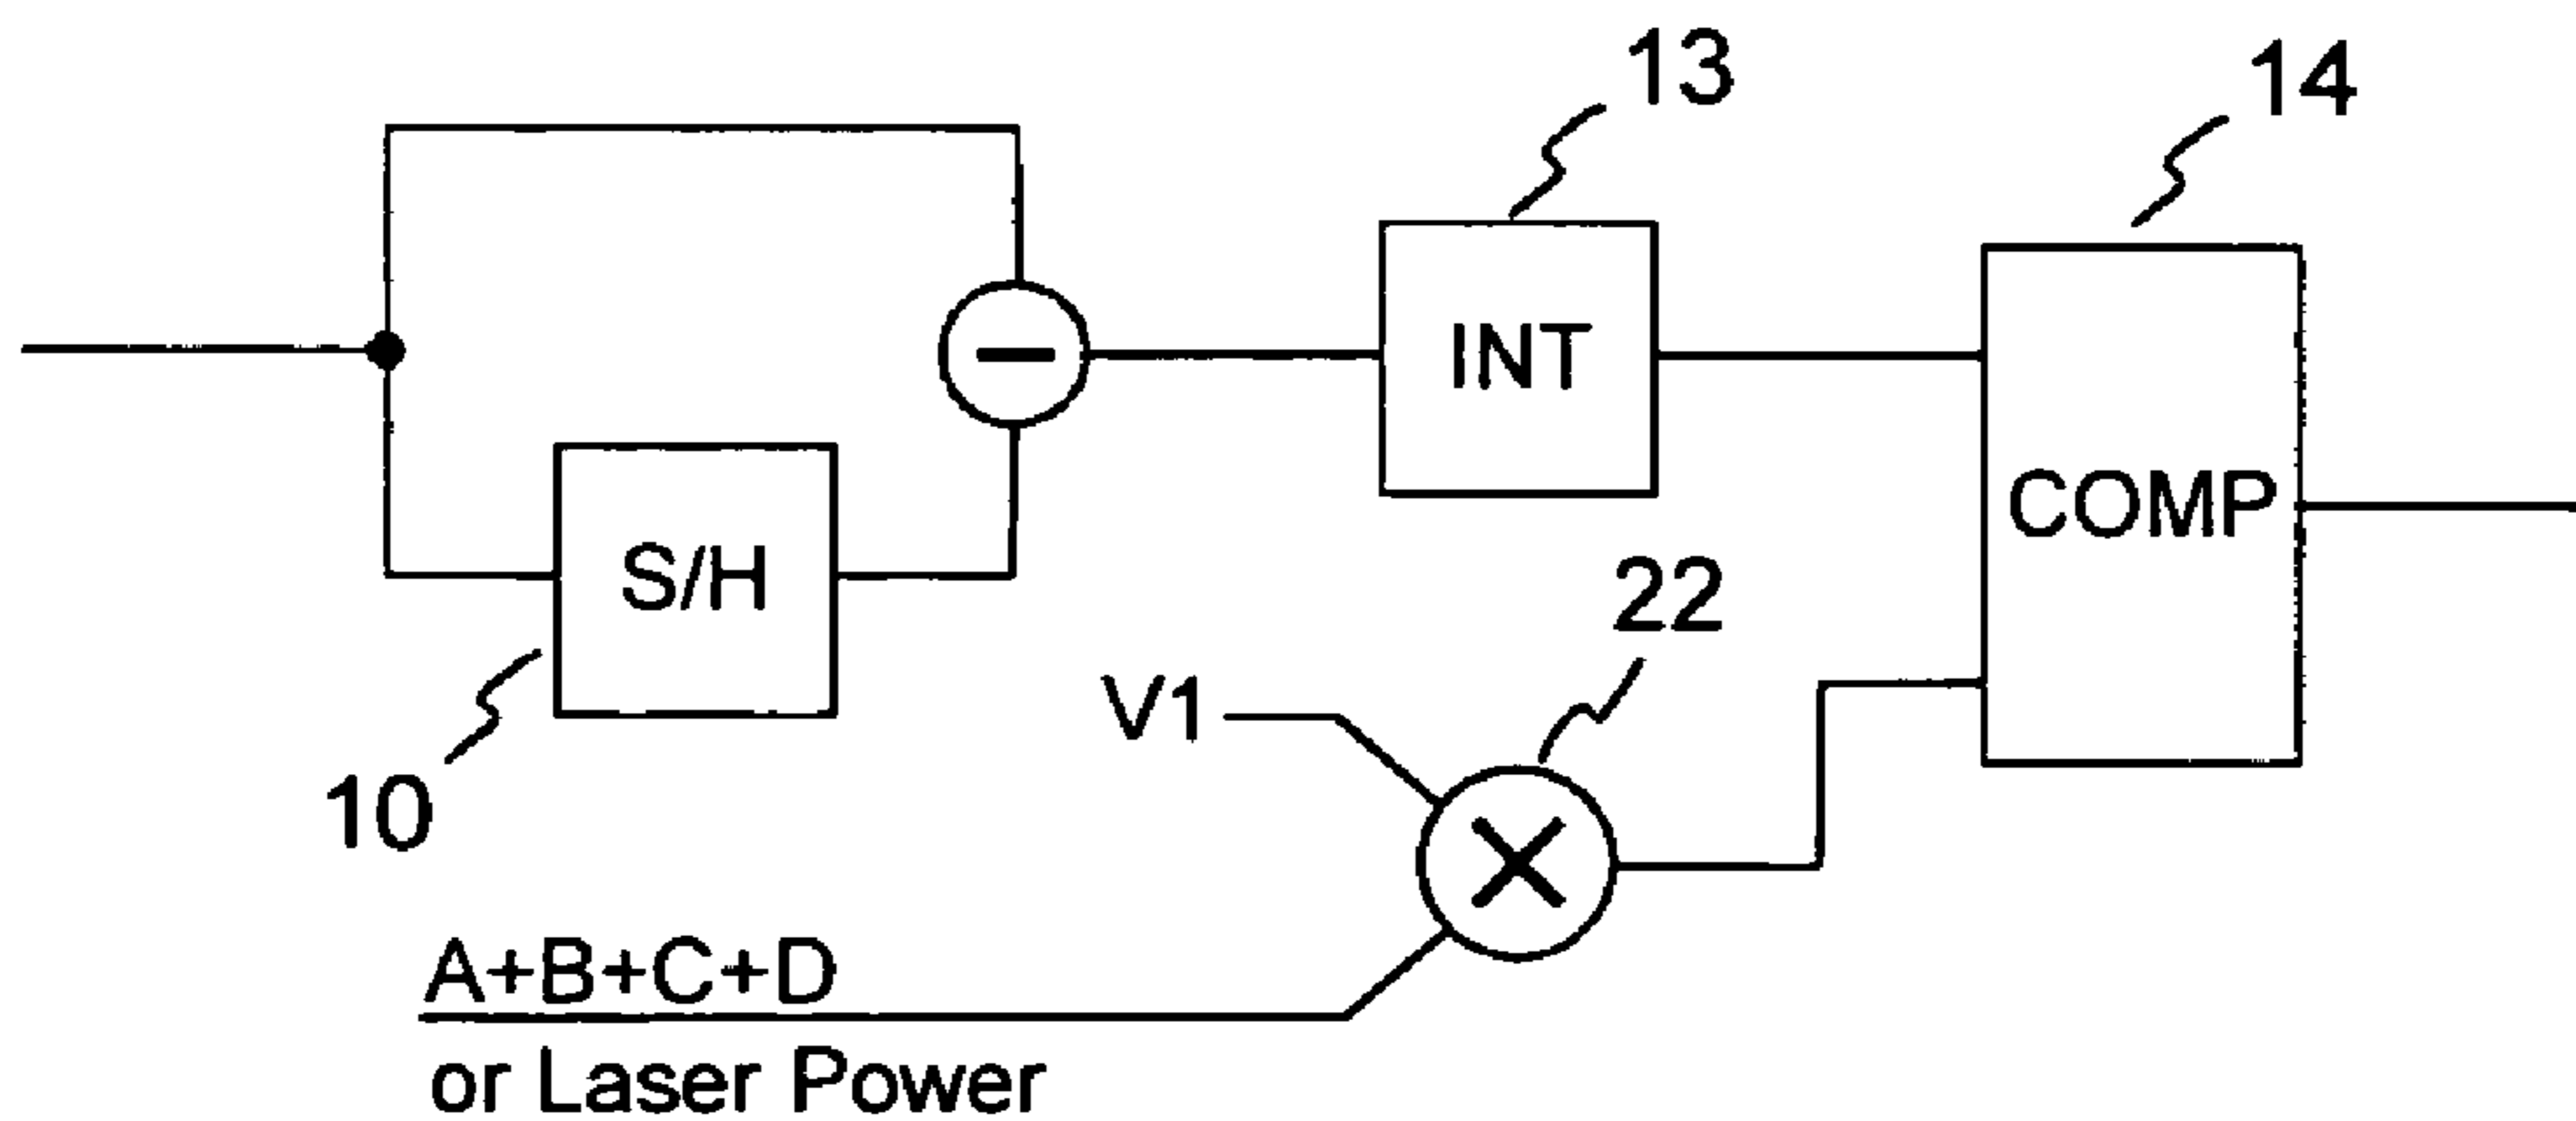 13
14
INT
COMP
S/H
22
V1
10
A+B+C+D
or Laser Power